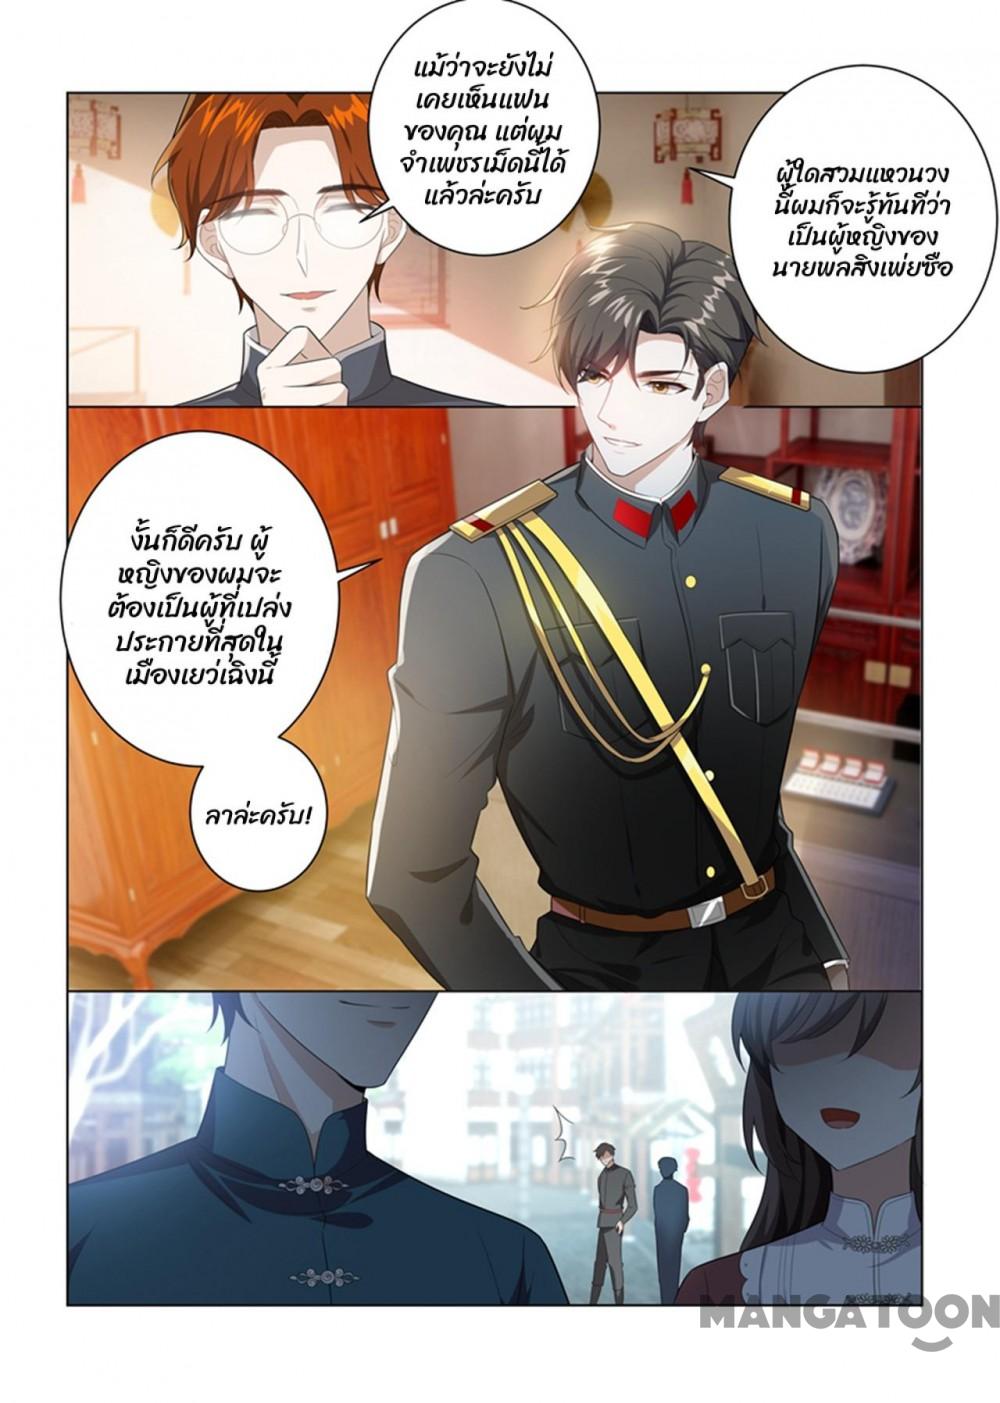 แม้ว่าจะยังไม่
เคยเห็นแฟน
ของคุณ แต่ผม
จำเพชรเม็ดนี้ได้
แล้วล่ะครับ
ผู้ใดสวมแหวนวง
นี้ผมก็จะรู้ทันทีว่า
เป็นผู้หญิงของ
นายพลสิงเพ่ยซือ
งั้นก็ดีครับ ผู้
หญิงของผมจะ
ต้องเป็นผู้ที่เปล่ง
ประกายที่สุดใน
เมืองเยว่เฉิงนี้
ลาล่ะครับ!
MANGATOON